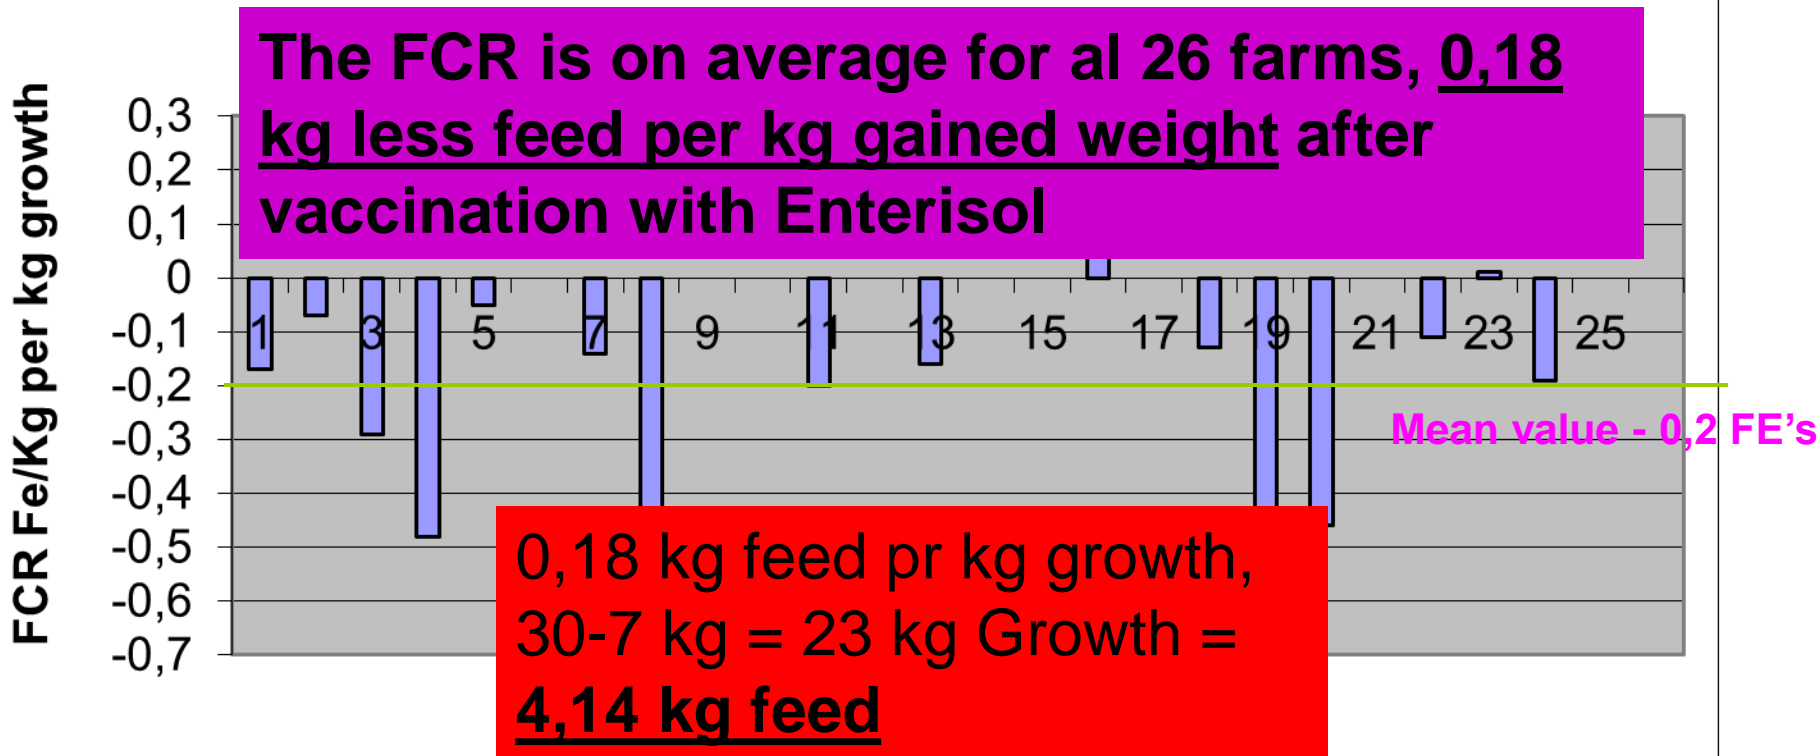 The FCR is on average for al 26 farms, 0,18
kg less feed per kg gained weight after
vaccination with Enterisol
FCR Fe/Kg per kg growth
0,3
0,2
0,1
0
-0,1
-0,2
-0,3
-0,4
-0,5
-0,6
-0,7
1 3 5 7 9 11 13 15 17 19 21 23 25
Mean value - 0,2 FE's
0,18 kg feed pr kg growth,
30-7 kg = 23 kg Growth =
4,14 kg feed